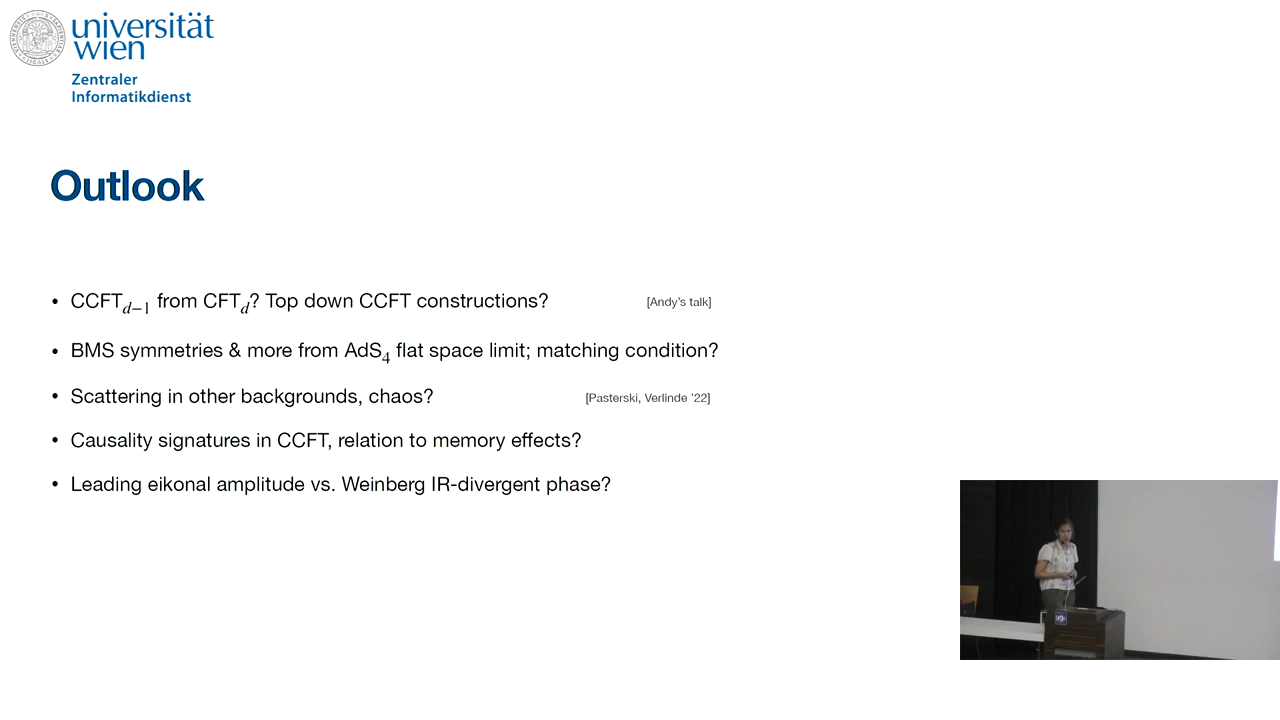 universität
wien
Zentraler
Informatikdienst
Outlook
• CCFT_{d−1} from CFT_d? Top down CCFT constructions? [Andy's talk]
• BMS symmetries & more from AdS_4 flat space limit; matching condition?
• Scattering in other backgrounds, chaos? [Pasterski, Verlinde '22]
• Causality signatures in CCFT, relation to memory effects?
• Leading eikonal amplitude vs. Weinberg IR-divergent phase?